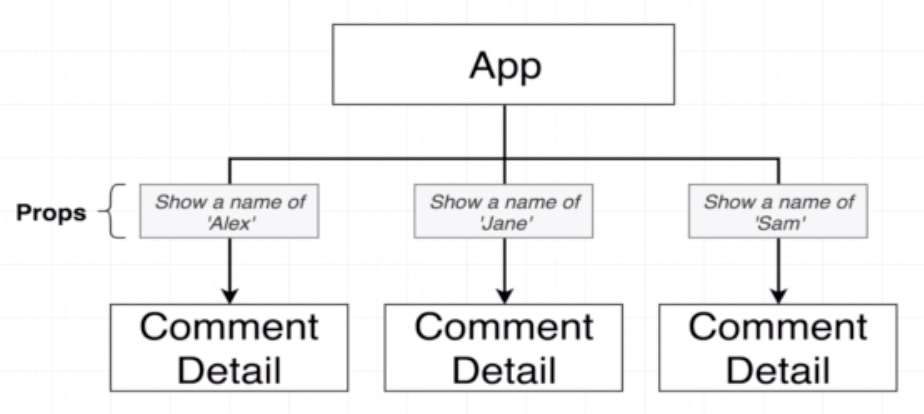 App
Props
Show a name of
'Alex'
Show a name of
'Jane'
Show a name of
'Sam'
Comment
Detail
Comment
Detail
Comment
Detail